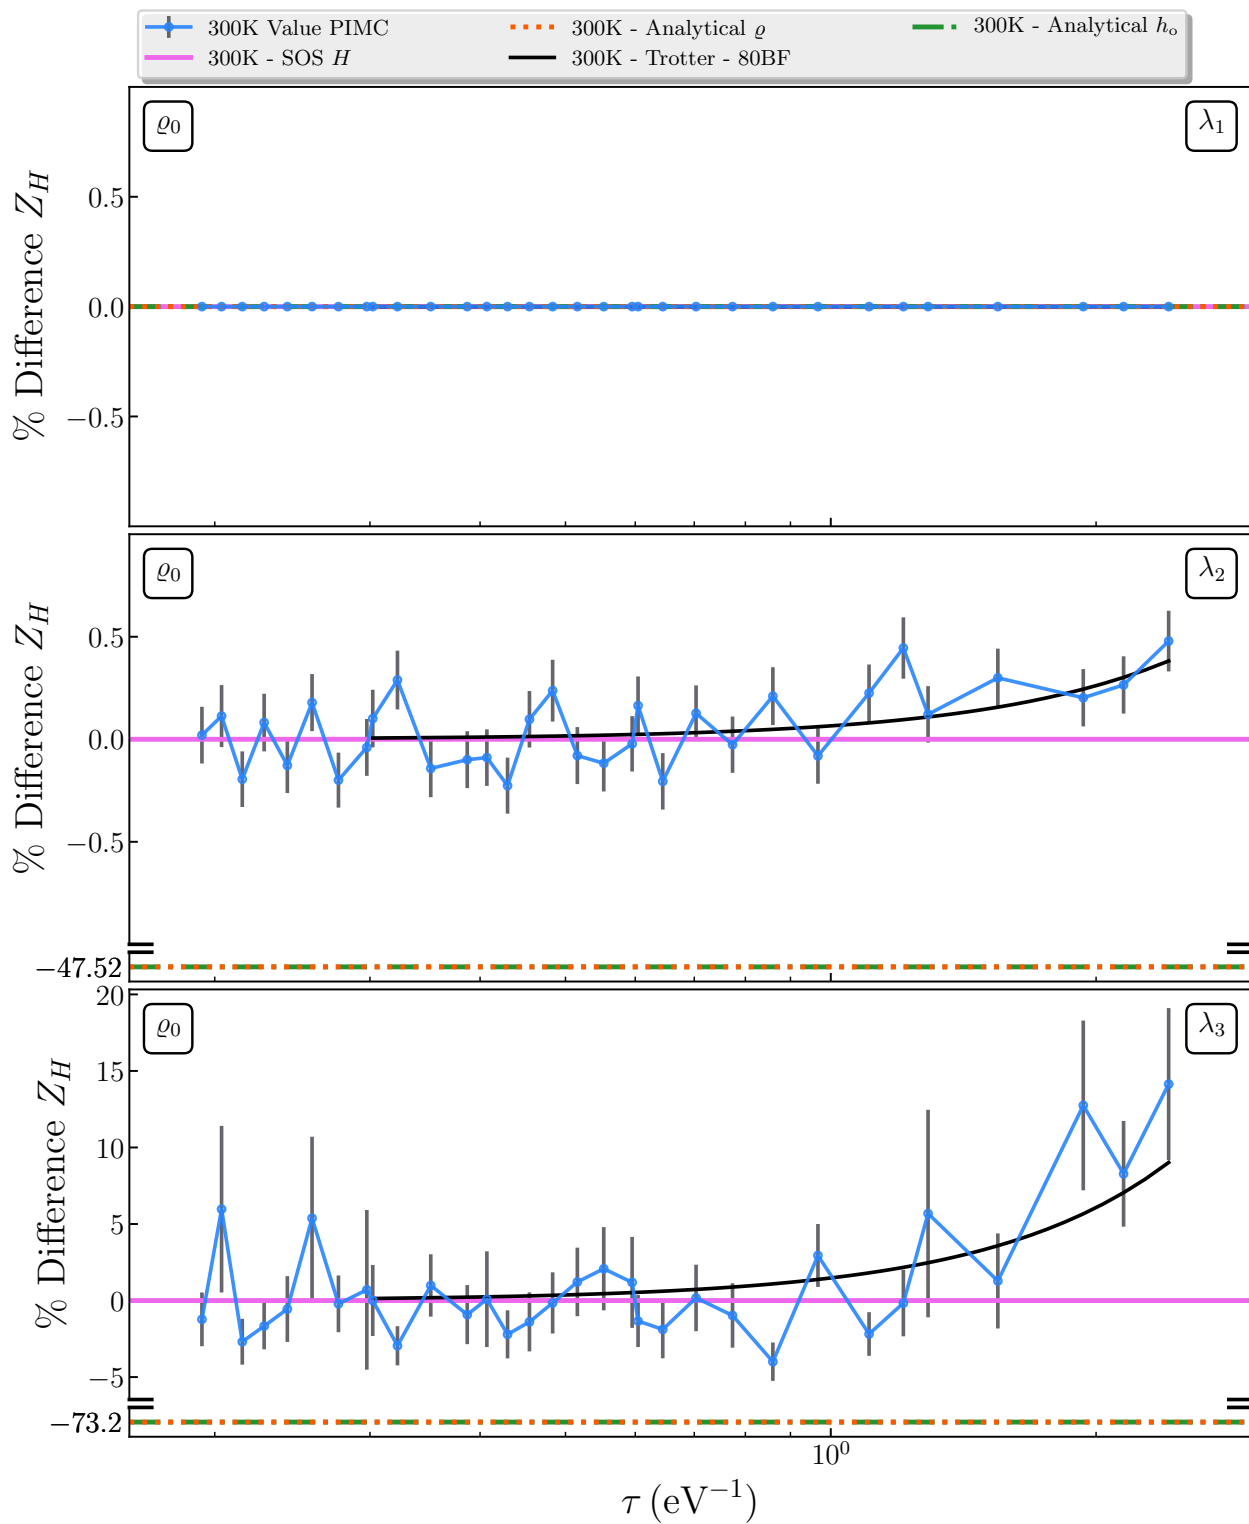 300K Value PIMC
300K - Analytical ϱ
300K - Analytical hₒ
300K - SOS H
300K - Trotter - 80BF
ϱ₀
λ₁
% Difference Z_H
0.5
0.0
−0.5
ϱ₀
λ₂
% Difference Z_H
0.5
0.0
−0.5
−47.52
ϱ₀
λ₃
% Difference Z_H
20
15
10
5
0
−5
−73.2
10⁰
τ (eV⁻¹)